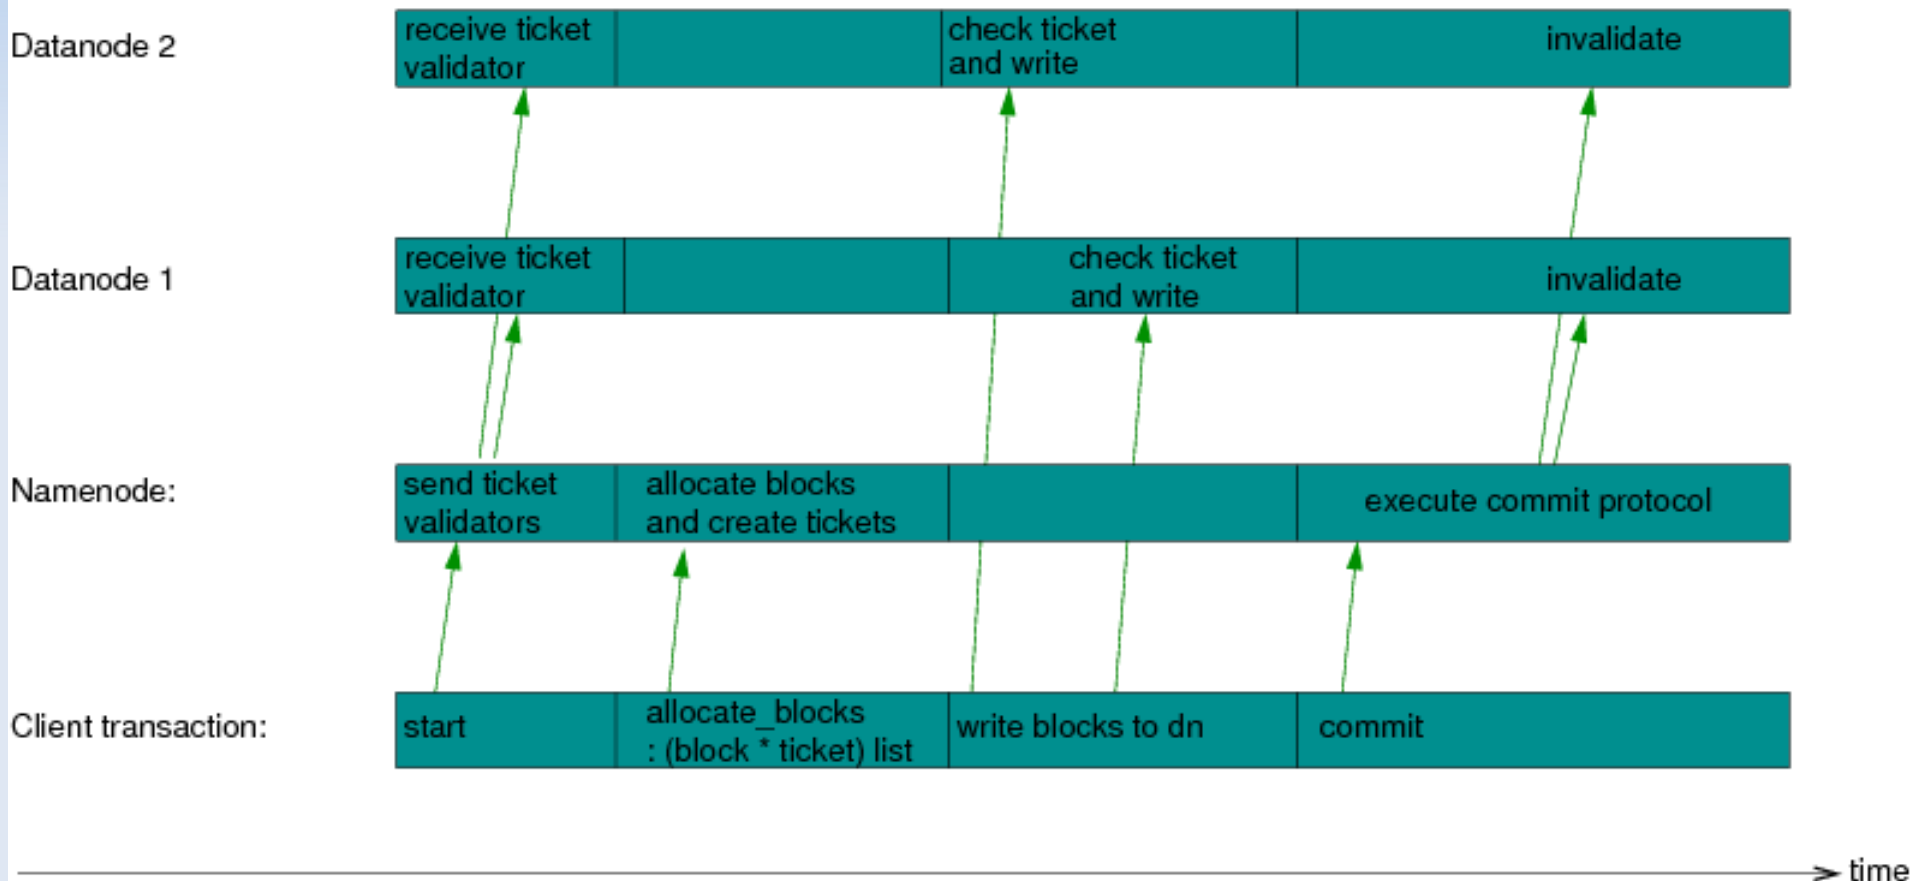 Datanode 2
receive ticket
validator
check ticket
and write
invalidate
Datanode 1
receive ticket
validator
check ticket
and write
invalidate
Namenode:
send ticket
validators
allocate blocks
and create tickets
execute commit protocol
Client transaction:
start
allocate_blocks
: (block * ticket) list
write blocks to dn
commit
time